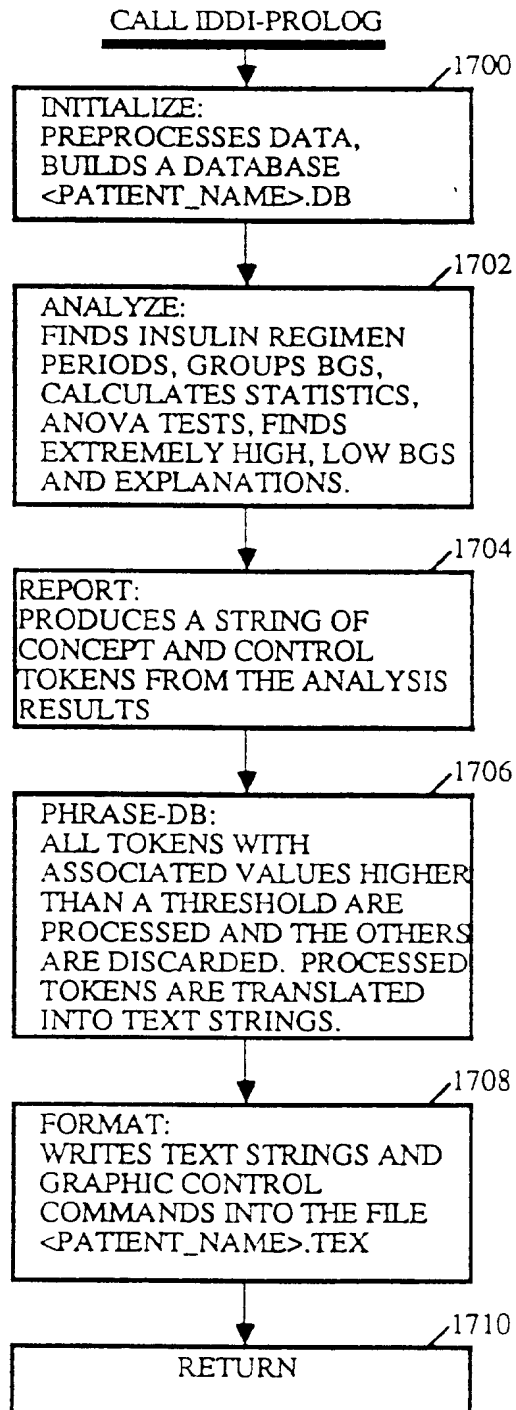 CALL IDDI-PROLOG
1700
INITIALIZE:
PREPROCESSES DATA,
BUILDS A DATABASE
<PATIENT_NAME>.DB
1702
ANALYZE:
FINDS INSULIN REGIMEN
PERIODS, GROUPS BGS,
CALCULATES STATISTICS,
ANOVA TESTS, FINDS
EXTREMELY HIGH, LOW BGS
AND EXPLANATIONS.
1704
REPORT:
PRODUCES A STRING OF
CONCEPT AND CONTROL
TOKENS FROM THE ANALYSIS
RESULTS
1706
PHRASE-DB:
ALL TOKENS WITH
ASSOCIATED VALUES HIGHER
THAN A THRESHOLD ARE
PROCESSED AND THE OTHERS
ARE DISCARDED. PROCESSED
TOKENS ARE TRANSLATED
INTO TEXT STRINGS.
1708
FORMAT:
WRITES TEXT STRINGS AND
GRAPHIC CONTROL
COMMANDS INTO THE FILE
<PATIENT_NAME>.TEX
1710
RETURN